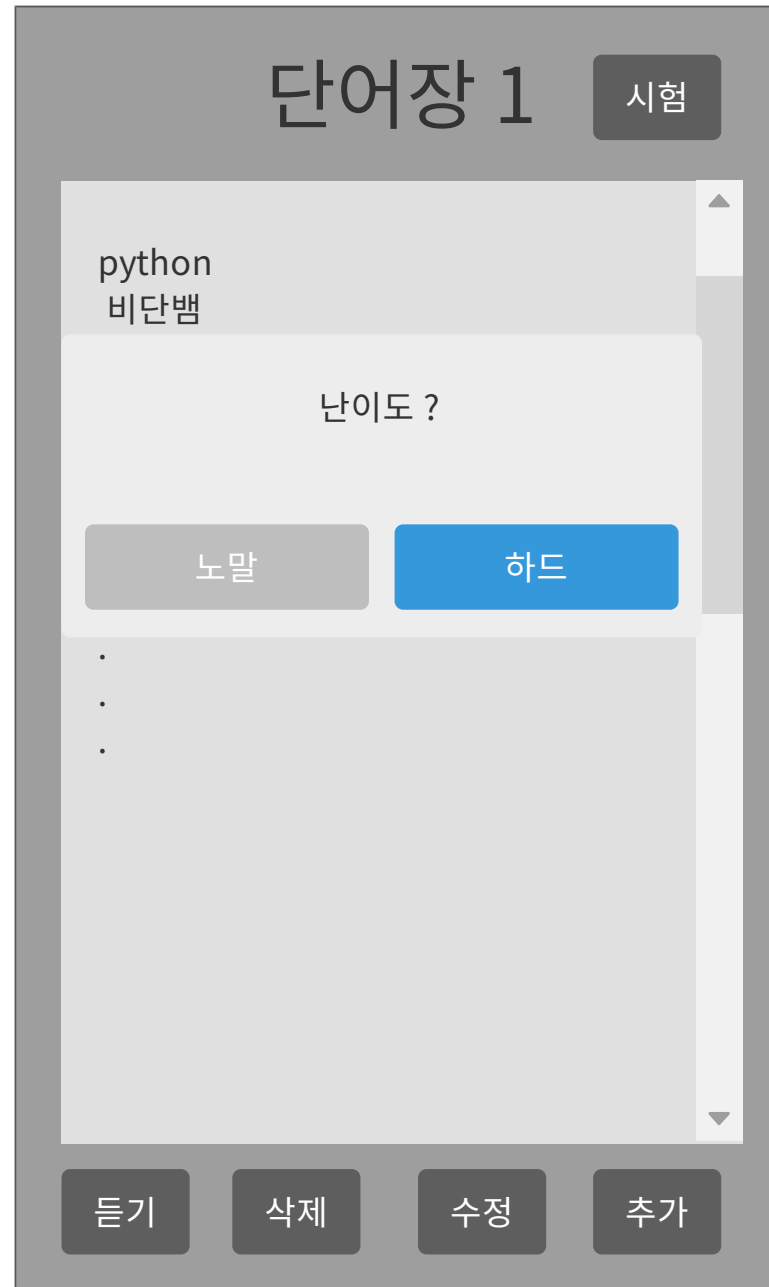 단어장 1
시험
python
비단뱀
난이도 ?
노말
하드
.
.
.
듣기
삭제
수정
추가